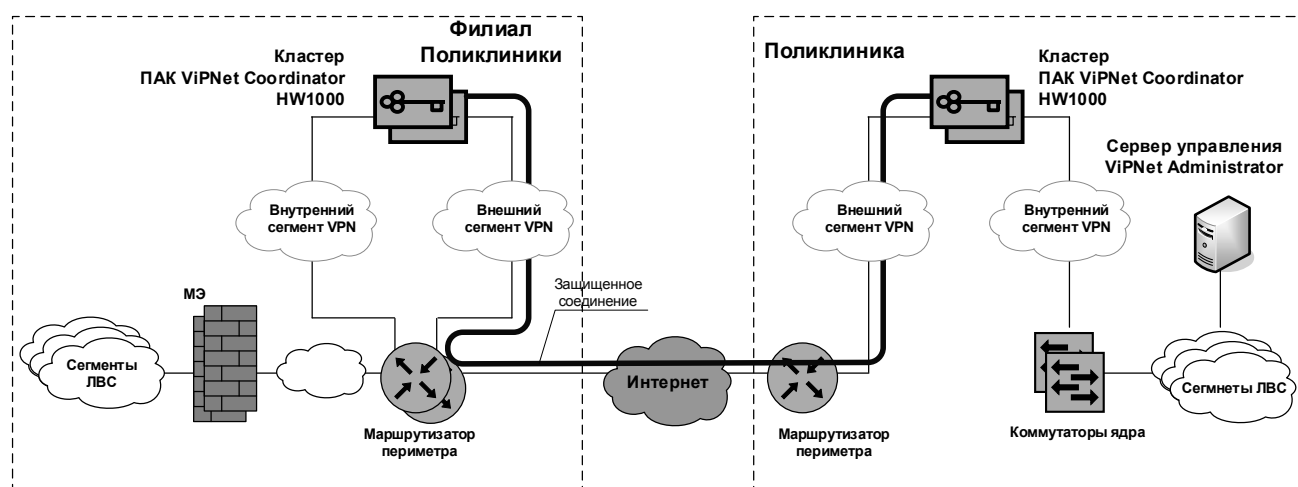 Филиал
Поликлиники
Кластер
ПАК ViPNet Coordinator
HW1000
Внутренний
сегмент VPN
Внешний
сегмент VPN
МЭ
Сегменты
ЛВС
Маршрутизатор
периметра
Защищенное
соединение
Интернет
Поликлиника
Кластер
ПАК ViPNet Coordinator
HW1000
Сервер управления
ViPNet Administrator
Внешний
сегмент VPN
Внутренний
сегмент VPN
Маршрутизатор
периметра
Коммутаторы ядра
Сегмнеты ЛВС